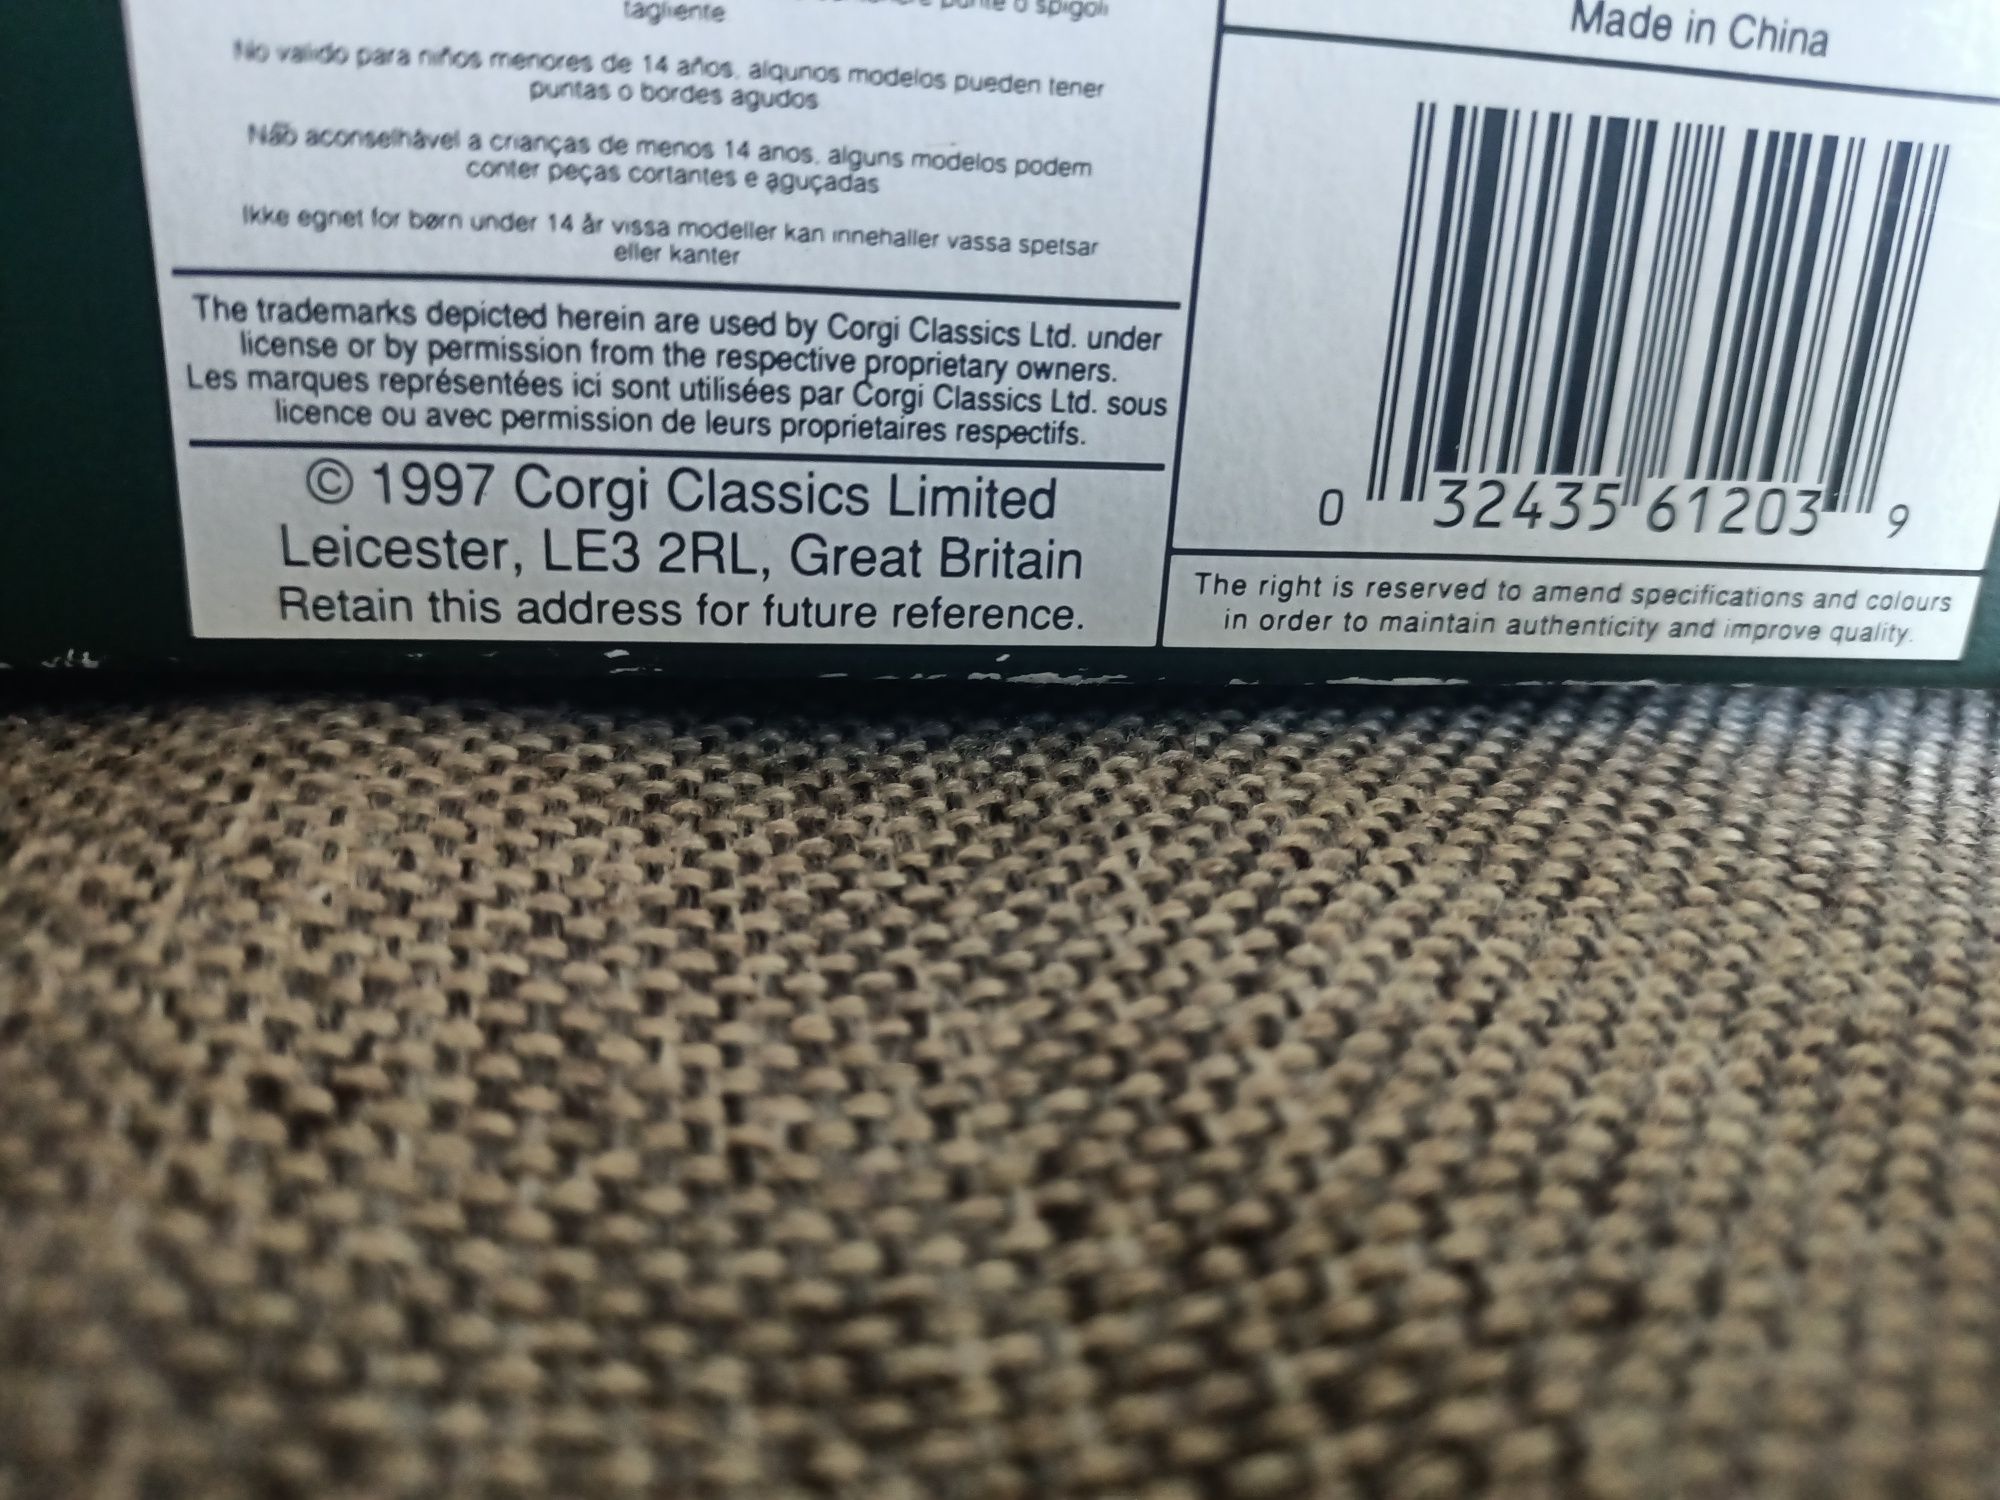 punte o spigoli
tagliente
No valido para niños menores de 14 años, algunos modelos pueden tener
puntas o bordes agudos
Não aconselhável a crianças de menos 14 anos, alguns modelos podem
conter peças cortantes e aguçadas
Ikke egnet for børn under 14 år vissa modeller kan innehaller vassa spetsar
eller kanter
The trademarks depicted herein are used by Corgi Classics Ltd. under
license or by permission from the respective proprietary owners.
Les marques représentées ici sont utilisées par Corgi Classics Ltd. sous
licence ou avec permission de leurs proprietaires respectifs.
© 1997 Corgi Classics Limited
Leicester, LE3 2RL, Great Britain
Retain this address for future reference.
Made in China
0 32435 61203 9
The right is reserved to amend specifications and colours
in order to maintain authenticity and improve quality.